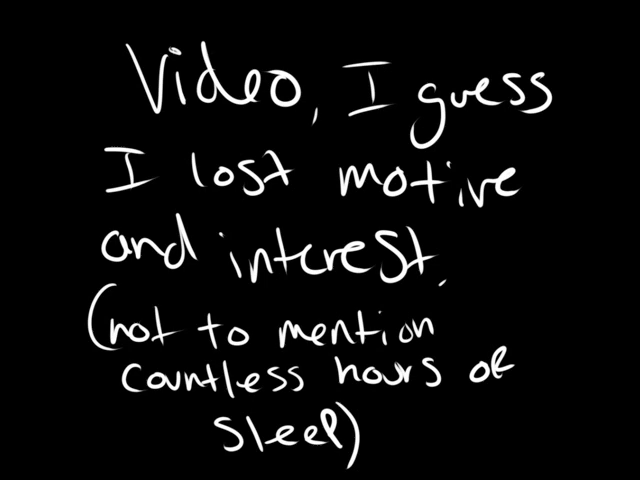 Video, I guess
I lost motive
and interest.
(not to mention
countless hours of
sleep)